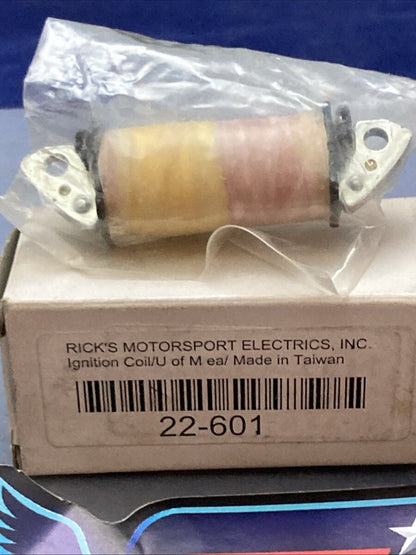 RICK'S MOTORSPORT ELECTRICS, INC.
Ignition Coil/U of M ea/ Made in Taiwan
22-601